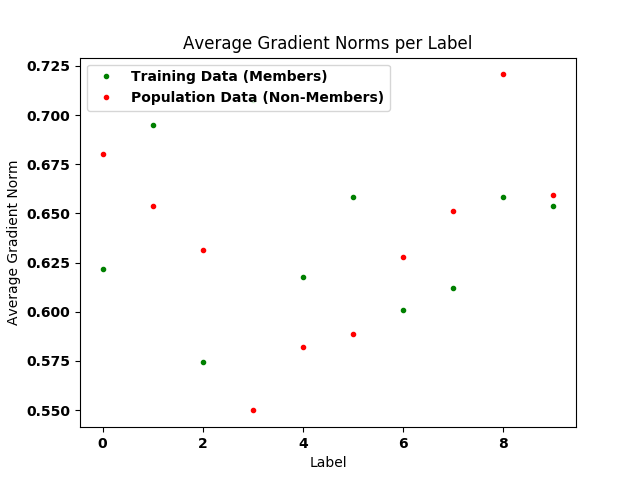 Average Gradient Norms per Label
Training Data (Members)
Population Data (Non-Members)
0.725
0.700
0.675
0.650
0.625
0.600
0.575
0.550
Average Gradient Norm
0 2 4 6 8
Label